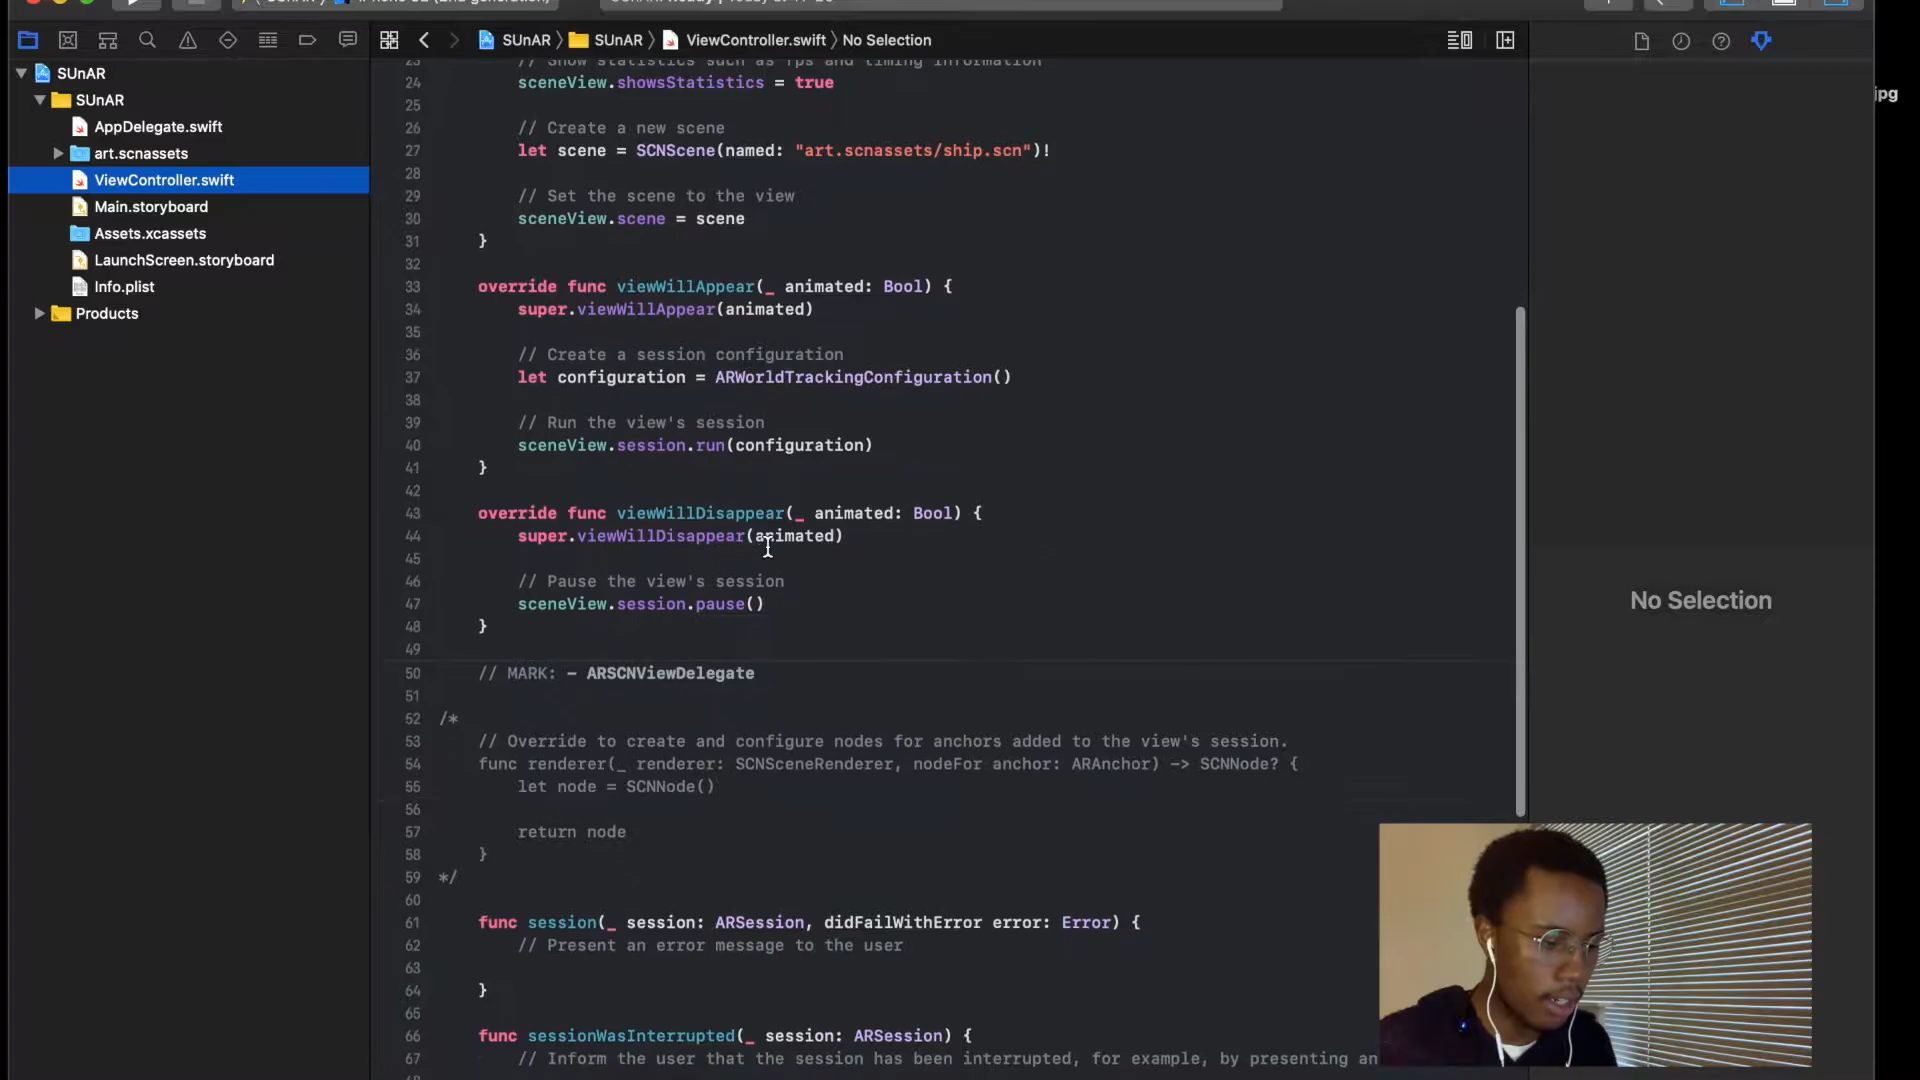 SUnAR
SUnAR
AppDelegate.swift
art.scnassets
ViewController.swift
Main.storyboard
Assets.xcassets
LaunchScreen.storyboard
Info.plist
Products
SUnAR 〉 SUnAR 〉 ViewController.swift 〉 No Selection
jpg
23 // Show statistics such as fps and timing information
24 sceneView.showsStatistics = true
25
26 // Create a new scene
27 let scene = SCNScene(named: "art.scnassets/ship.scn")!
28
29 // Set the scene to the view
30 sceneView.scene = scene
31 }
32
33 override func viewWillAppear(_ animated: Bool) {
34 super.viewWillAppear(animated)
35
36 // Create a session configuration
37 let configuration = ARWorldTrackingConfiguration()
38
39 // Run the view's session
40 sceneView.session.run(configuration)
41 }
42
43 override func viewWillDisappear(_ animated: Bool) {
44 super.viewWillDisappear(animated)
45
46 // Pause the view's session
47 sceneView.session.pause()
48 }
49
50 // MARK: - ARSCNViewDelegate
51
52 /*
53 // Override to create and configure nodes for anchors added to the view's session.
54 func renderer(_ renderer: SCNSceneRenderer, nodeFor anchor: ARAnchor) -> SCNNode? {
55 let node = SCNNode()
56
57 return node
58 }
59 */
60
61 func session(_ session: ARSession, didFailWithError error: Error) {
62 // Present an error message to the user
63
64 }
65
66 func sessionWasInterrupted(_ session: ARSession) {
67 // Inform the user that the session has been interrupted, for example, by presenting an
No Selection